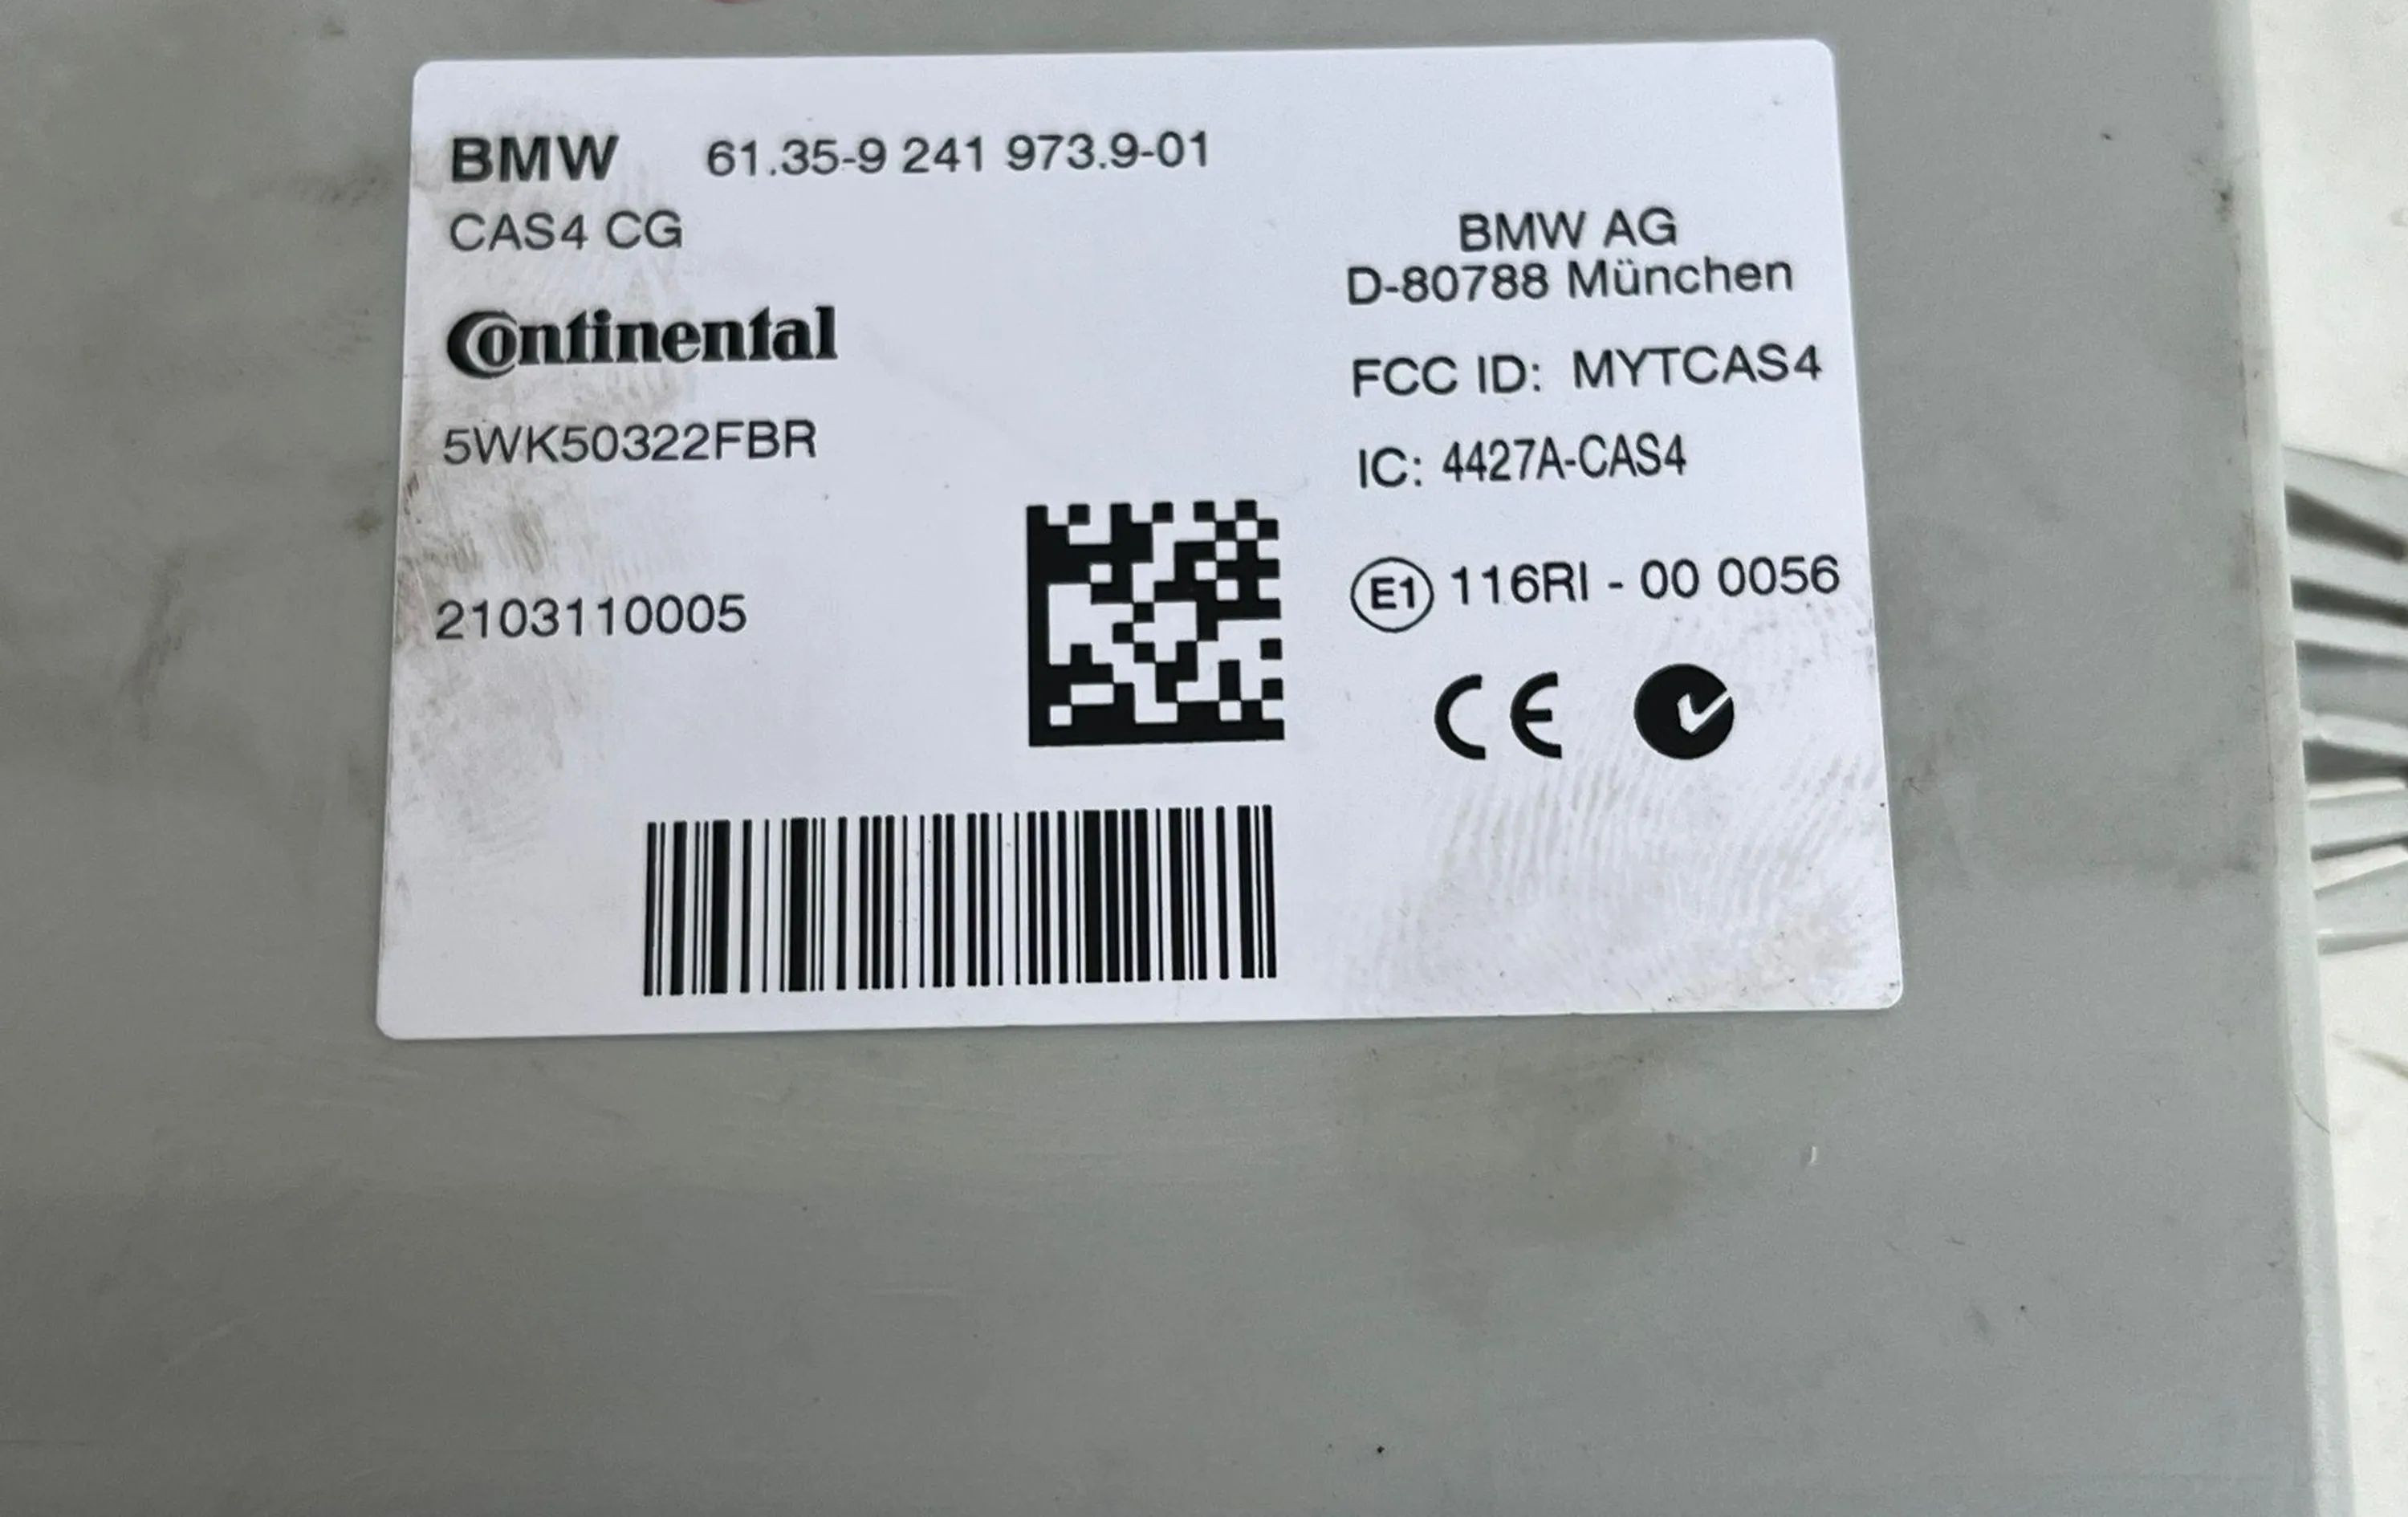 BMW 61.35-9 241 973.9-01
CAS4 CG
Continental
5WK50322FBR
2103110005
BMW AG
D-80788 München
FCC ID: MYTCAS4
IC: 4427A-CAS4
E1 116RI - 00 0056
CE